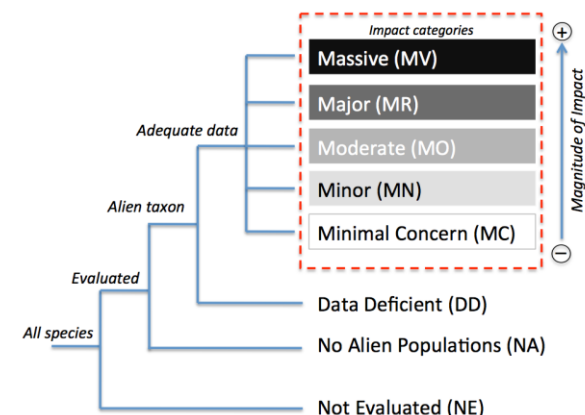 Impact categories
Massive (MV)
Major (MR)
Adequate data
Moderate (MO)
Minor (MN)
Alien taxon
Minimal Concern (MC)
Magnitude of Impact
+
−
Evaluated
Data Deficient (DD)
All species
No Alien Populations (NA)
Not Evaluated (NE)